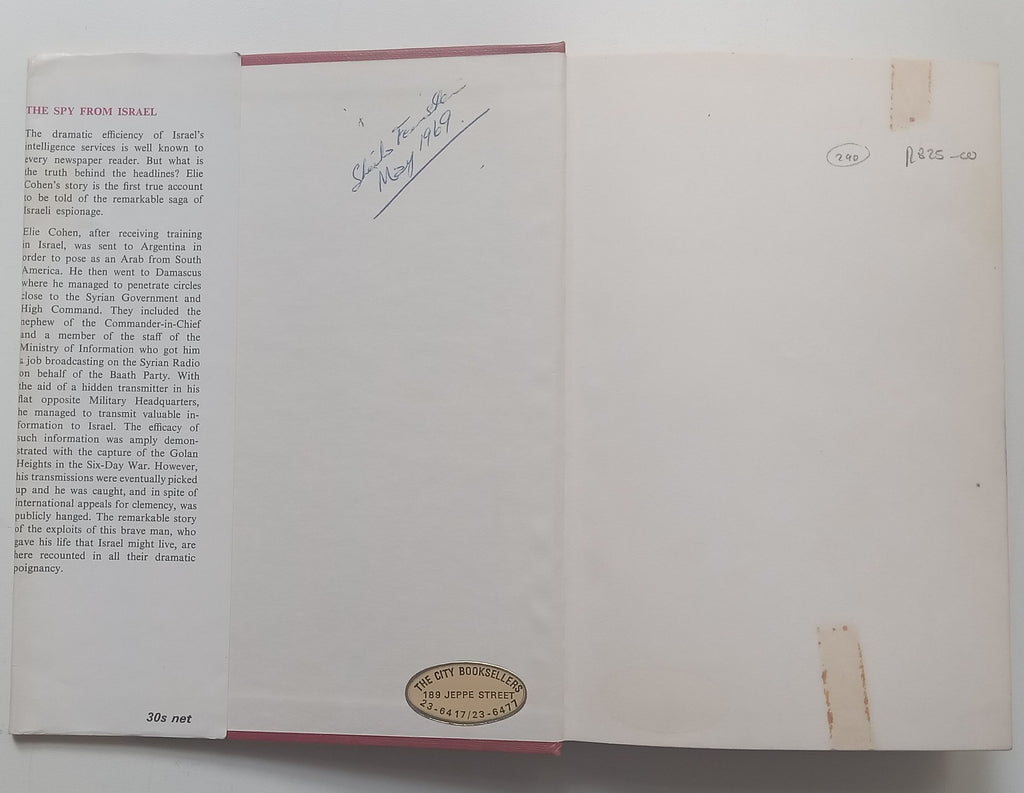 THE SPY FROM ISRAEL
The dramatic efficiency of Israel's
intelligence services is well known to
every newspaper reader. But what is
the truth behind the headlines? Elie
Cohen's story is the first true account
to be told of the remarkable saga of
Israeli espionage.
Elie Cohen, after receiving training
in Israel, was sent to Argentina in
order to pose as an Arab from South
America. He then went to Damascus
where he managed to penetrate circles
close to the Syrian Government and
High Command. They included the
nephew of the Commander-in-Chief
and a member of the staff of the
Ministry of Information who got him
a job broadcasting on the Syrian Radio
on behalf of the Baath Party. With
the aid of a hidden transmitter in his
flat opposite Military Headquarters,
he managed to transmit valuable in-
formation to Israel. The efficacy of
such information was amply demon-
strated with the capture of the Golan
Heights in the Six-Day War. However,
his transmissions were eventually picked
up and he was caught, and in spite of
international appeals for clemency, was
publicly hanged. The remarkable story
of the exploits of this brave man, who
gave his life that Israel might live, are
here recounted in all their dramatic
poignancy.
30s net
Sheila
May 1969.
THE CITY BOOKSELLERS
189 JEPPE STREET
23-6417/23-6477
290
R825-00